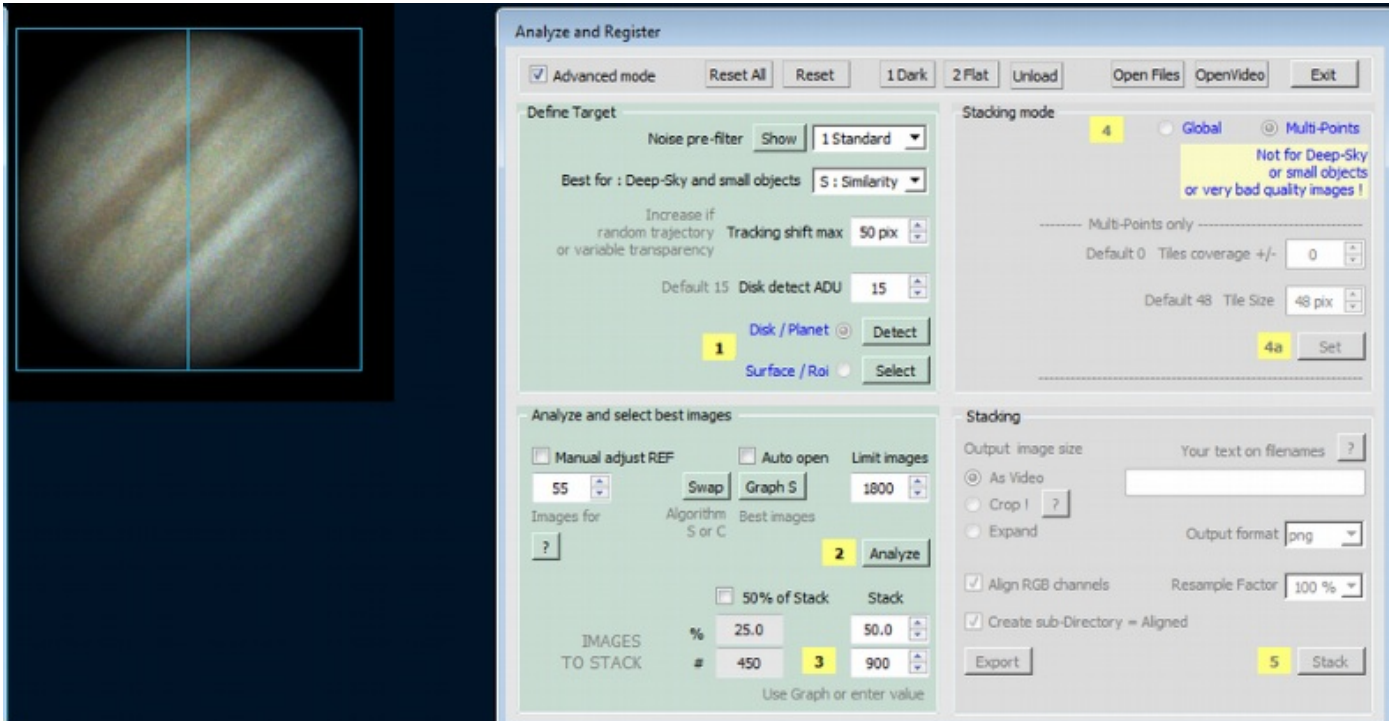 Analyze and Register
Advanced mode Reset All Reset 1 Dark 2 Flat Unload Open Files OpenVideo Exit
Define Target
Noise pre-filter Show 1 Standard
Best for : Deep-Sky and small objects S : Similarity
Increase if
random trajectory Tracking shift max 50 pix
or variable transparency
Default 15 Disk detect ADU 15
Disk / Planet Detect
1
Surface / Roi Select
Stacking mode
4 Global Multi-Points
Not for Deep-Sky
or small objects
or very bad quality images !
-------- Multi-Points only --------
Default 0 Tiles coverage +/- 0
Default 48 Tile Size 48 pix
4a Set
Analyze and select best images
Manual adjust REF Auto open Limit images
55 Swap Graph S 1800
Images for Algorithm Best images
S or C
? 2 Analyze
50% of Stack Stack
% 25.0 50.0
IMAGES
TO STACK # 450 3 900
Use Graph or enter value
Stacking
Output image size Your text on filenames ?
As Video
Crop ! ?
Expand Output format png
Align RGB channels Resample Factor 100 %
Create sub-Directory = Aligned
Export 5 Stack